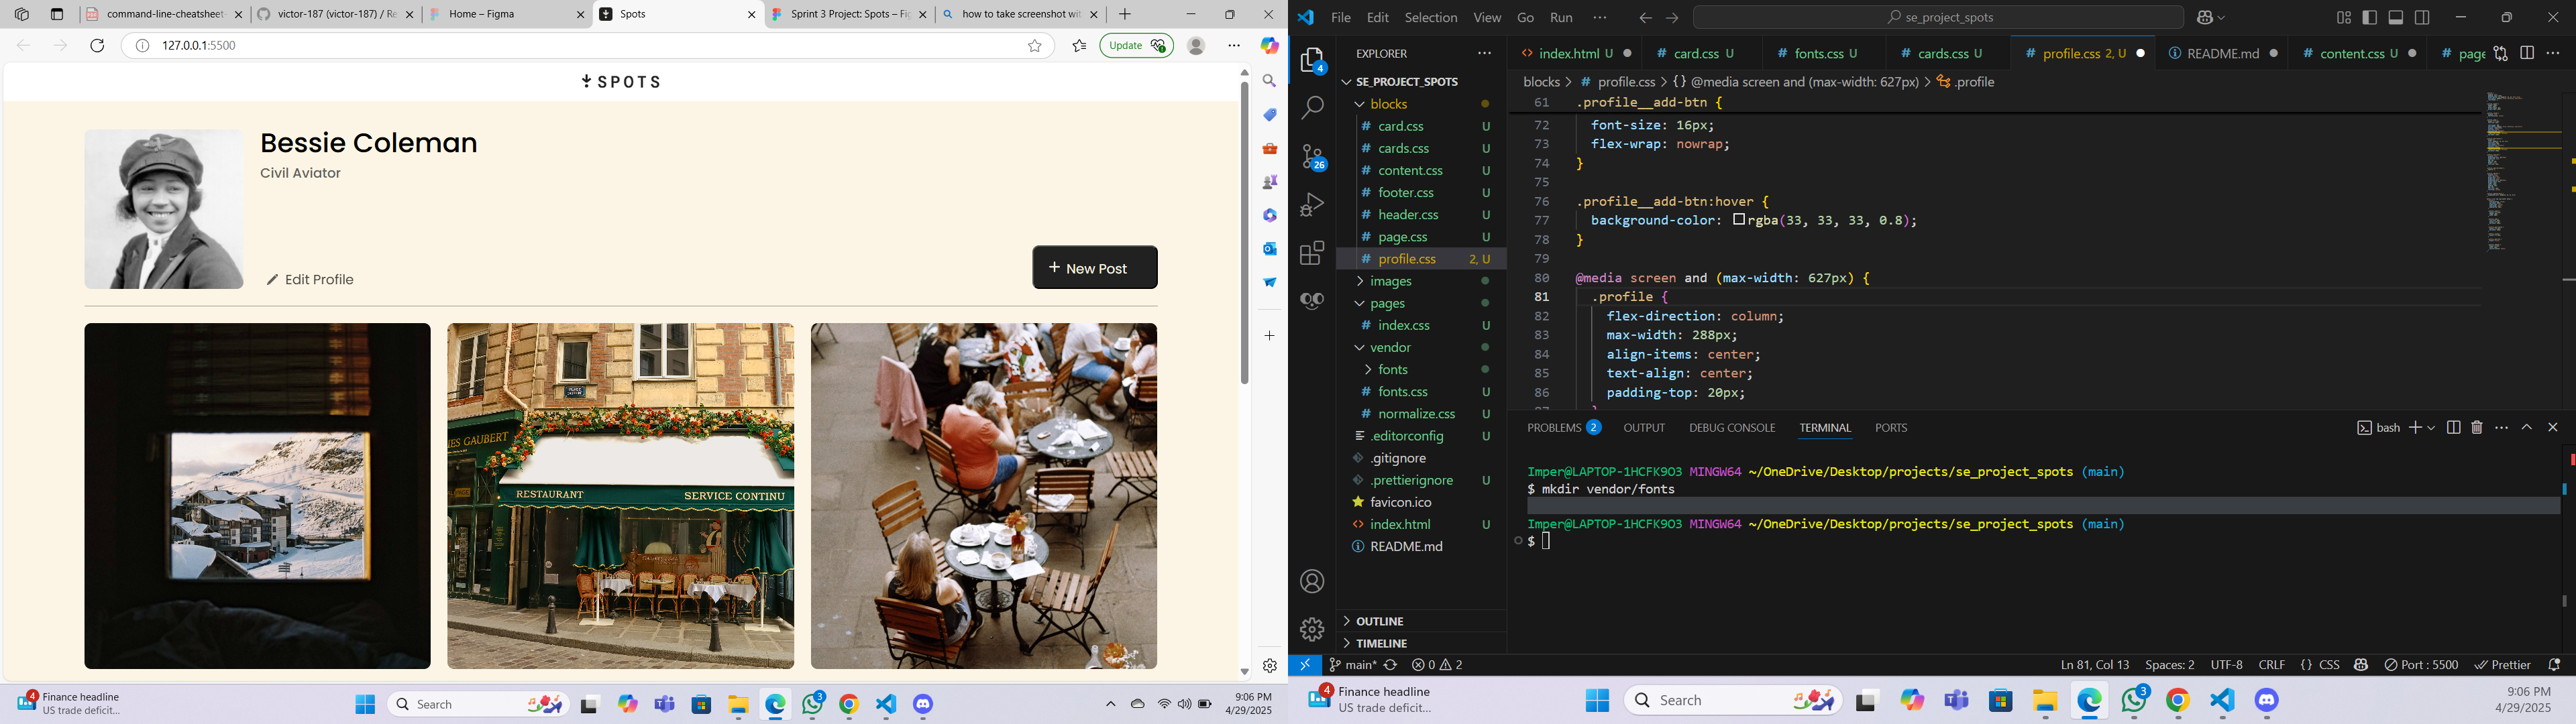 command-line-cheatsheet-
victor-187 (victor-187) / Re
Home – Figma
Spots
Sprint 3 Project: Spots – Fig
how to take screenshot wit
127.0.0.1:5500
Update
SPOTS
Bessie Coleman
Civil Aviator
Edit Profile
+ New Post
RESTAURANT
SERVICE CONTINU
4
Finance headline
US trade deficit...
Search
3
9:06 PM
4/29/2025
File Edit Selection View Go Run ...
se_project_spots
4
26
EXPLORER
SE_PROJECT_SPOTS
blocks
card.css U
cards.css U
content.css U
footer.css U
header.css U
page.css U
profile.css 2, U
images
pages
index.css U
vendor
fonts
fonts.css U
normalize.css U
.editorconfig U
.gitignore
.prettierignore U
favicon.ico
index.html U
README.md
OUTLINE
TIMELINE
index.html U
card.css U
fonts.css U
cards.css U
profile.css 2, U
README.md
content.css U
page
blocks > # profile.css > {} @media screen and (max-width: 627px) > .profile
61 .profile__add-btn {
72 font-size: 16px;
73 flex-wrap: nowrap;
74 }
75
76 .profile__add-btn:hover {
77 background-color: rgba(33, 33, 33, 0.8);
78 }
79
80 @media screen and (max-width: 627px) {
81 .profile {
82 flex-direction: column;
83 max-width: 288px;
84 align-items: center;
85 text-align: center;
86 padding-top: 20px;
PROBLEMS 2 OUTPUT DEBUG CONSOLE TERMINAL PORTS
bash
Imper@LAPTOP-1HCFK9O3 MINGW64 ~/OneDrive/Desktop/projects/se_project_spots (main)
$ mkdir vendor/fonts
Imper@LAPTOP-1HCFK9O3 MINGW64 ~/OneDrive/Desktop/projects/se_project_spots (main)
$
main* 0 2
Ln 81, Col 13 Spaces: 2 UTF-8 CRLF {} CSS Port : 5500 Prettier
4
Finance headline
US trade deficit...
Search
3
9:06 PM
4/29/2025